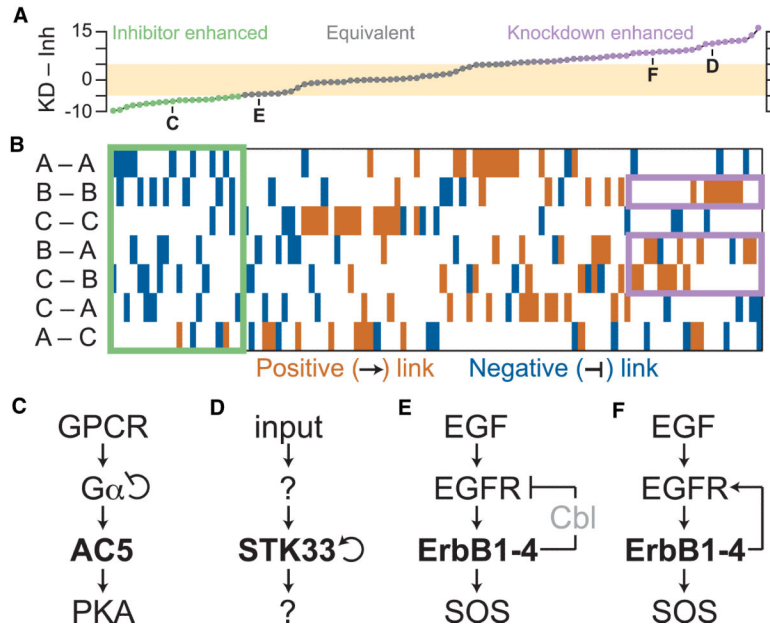 A
15
0
-10
KD – Inh
Inhibitor enhanced
Equivalent
Knockdown enhanced
C
E
F
D
B
A – A
B – B
C – C
B – A
C – B
C – A
A – C
Positive (→) link
Negative (⊣) link
C
GPCR
Gα
AC5
PKA
D
input
?
STK33
?
E
EGF
EGFR
Cbl
ErbB1-4
SOS
F
EGF
EGFR
ErbB1-4
SOS